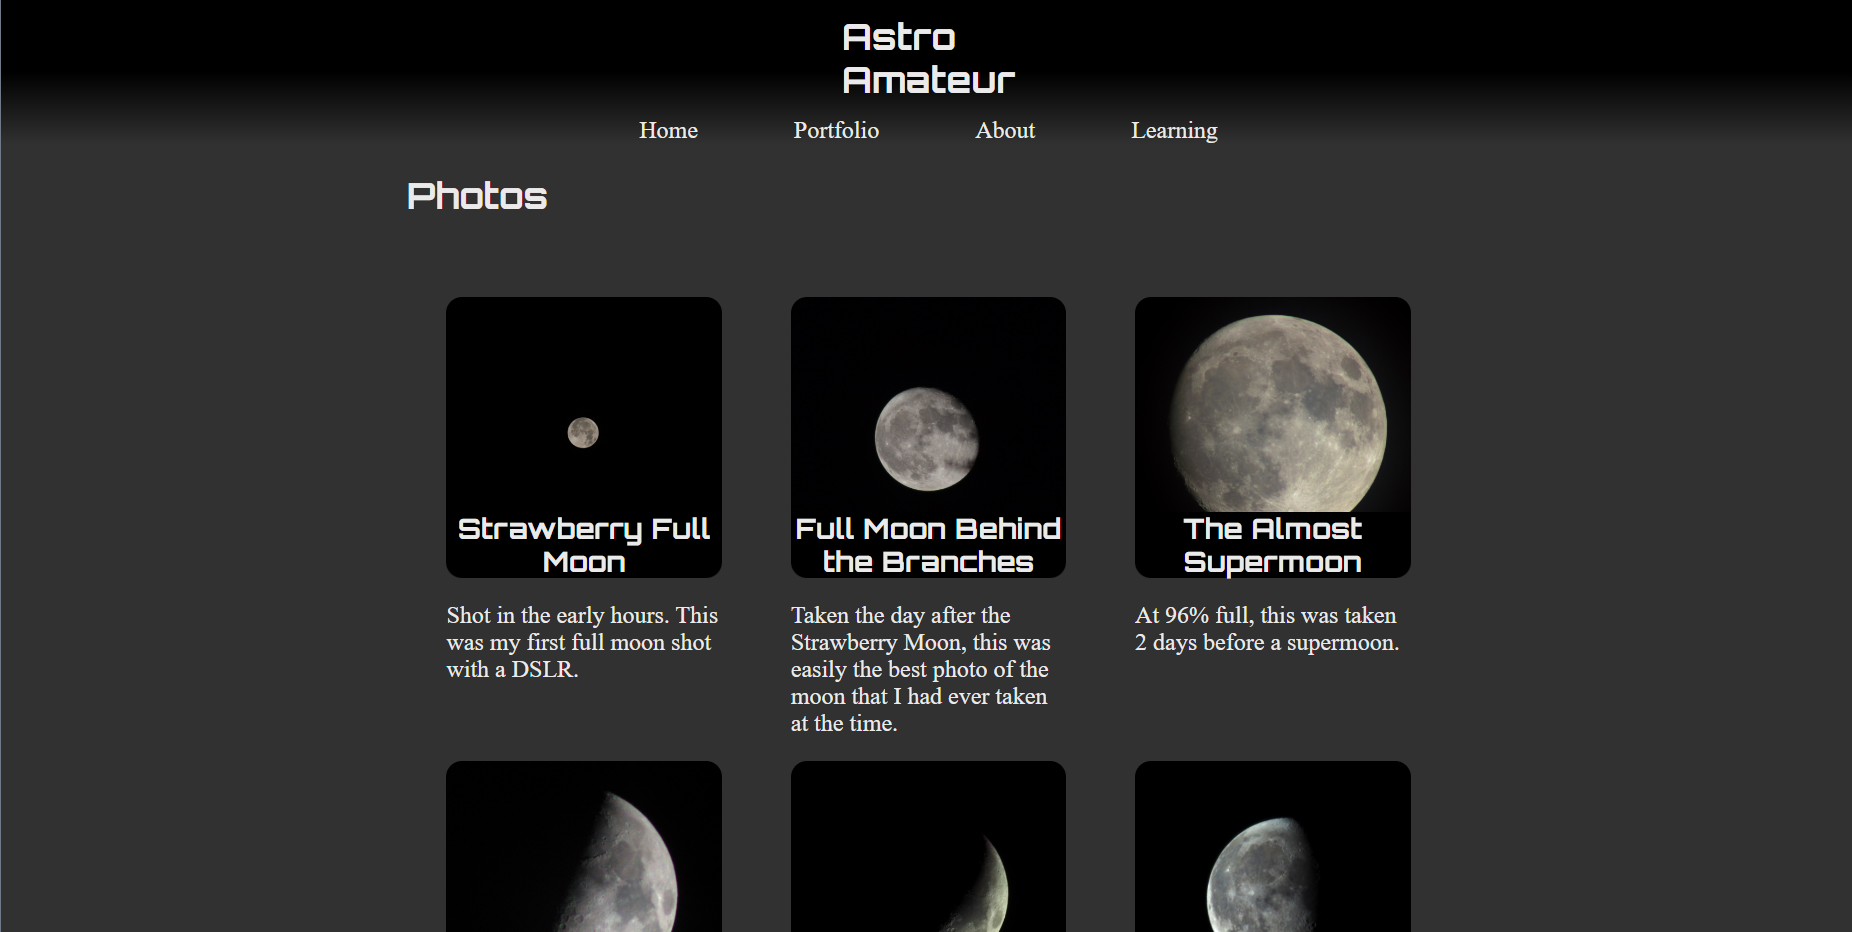 Astro
Amateur
Home Portfolio About Learning
Photos
Strawberry Full
Moon
Shot in the early hours. This
was my first full moon shot
with a DSLR.
Full Moon Behind
the Branches
Taken the day after the
Strawberry Moon, this was
easily the best photo of the
moon that I had ever taken
at the time.
The Almost
Supermoon
At 96% full, this was taken
2 days before a supermoon.